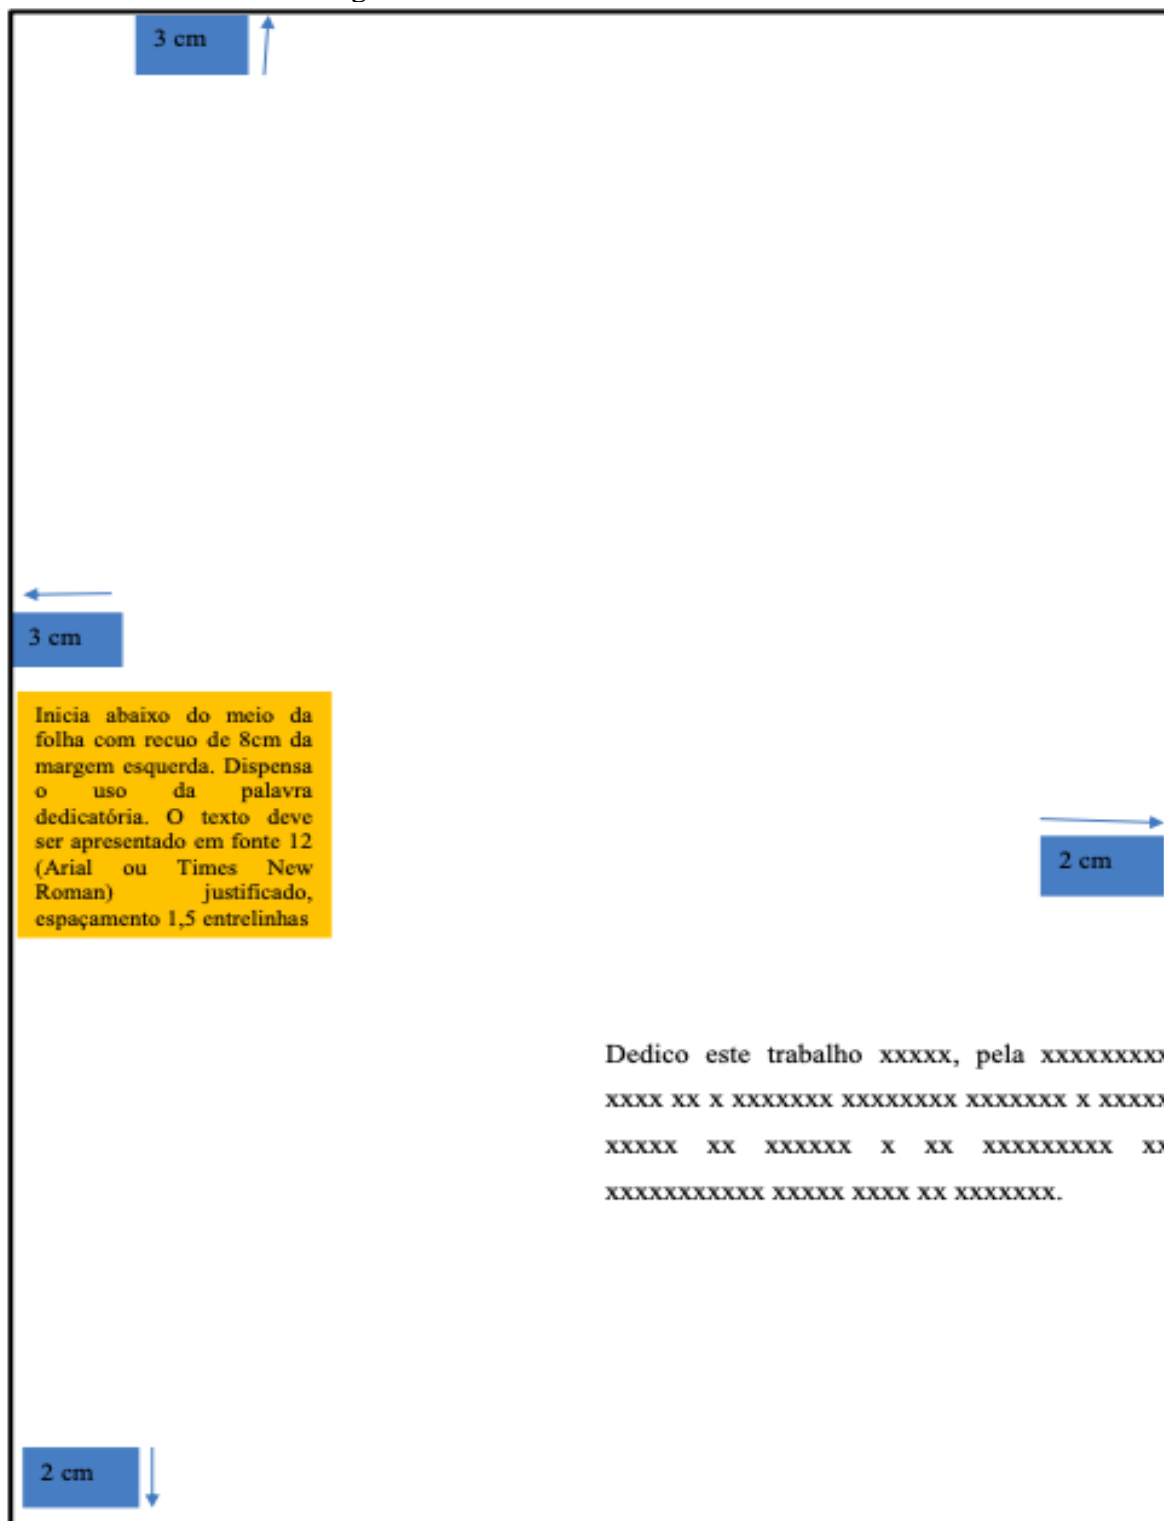 3 cm
3 cm
Inicia abaixo do meio da
folha com recuo de 8cm da
margem esquerda. Dispensa
o uso da palavra
dedicatória. O texto deve
ser apresentado em fonte 12
(Arial ou Times New
Roman) justificado,
espaçamento 1,5 entrelinhas
2 cm
Dedico este trabalho xxxxx, pela xxxxxxxxx
xxxx xx x xxxxxxx xxxxxxxx xxxxxxx x xxxxx
xxxxx xx xxxxxx x xx xxxxxxxxx xx
xxxxxxxxxxx xxxxx xxxx xx xxxxxxx.
2 cm